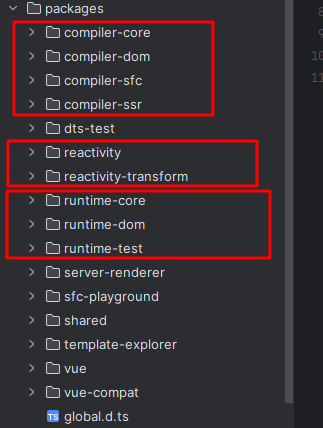 packages
8
compiler-core
9
compiler-dom
10
compiler-sfc
11
compiler-ssr
dts-test
reactivity
reactivity-transform
runtime-core
runtime-dom
runtime-test
server-renderer
sfc-playground
shared
template-explorer
vue
vue-compat
TS global.d.ts